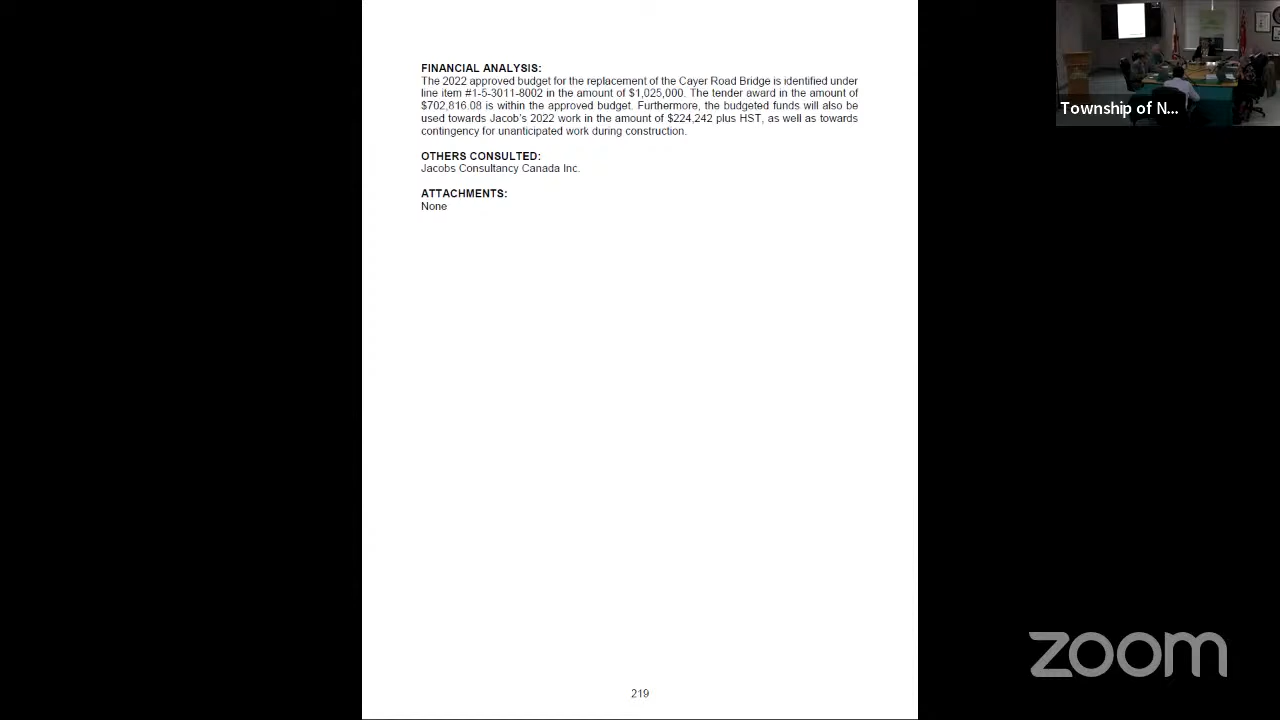 FINANCIAL ANALYSIS:
The 2022 approved budget for the replacement of the Cayer Road Bridge is identified under
line item #1-5-3011-8002 in the amount of $1,025,000. The tender award in the amount of
$702,816.08 is within the approved budget. Furthermore, the budgeted funds will also be
used towards Jacob's 2022 work in the amount of $224,242 plus HST, as well as towards
contingency for unanticipated work during construction.
OTHERS CONSULTED:
Jacobs Consultancy Canada Inc.
ATTACHMENTS:
None
219
Township of N...
zoom